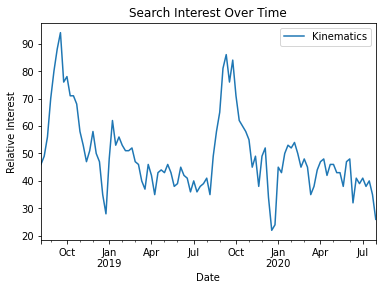 Search Interest Over Time
Kinematics
Relative Interest
90
80
70
60
50
40
30
20
Oct Jan Apr Jul Oct Jan Apr Jul
2019 2020
Date